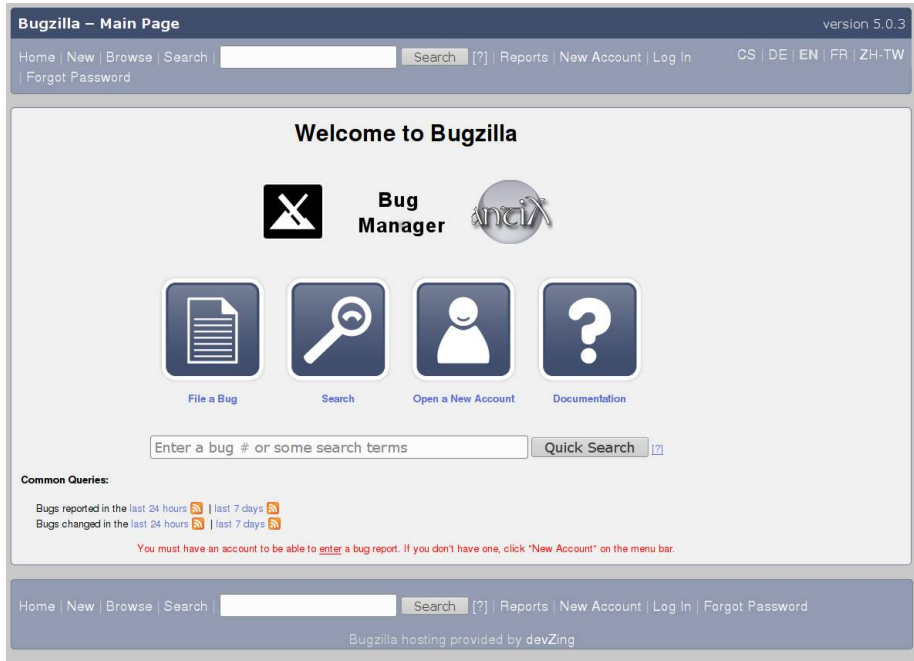 Bugzilla – Main Page version 5.0.3
Home | New | Browse | Search | Search [?] | Reports | New Account | Log In CS | DE | EN | FR | ZH-TW
| Forgot Password
Welcome to Bugzilla
Bug
Manager
antiX
File a Bug Search Open a New Account Documentation
Enter a bug # or some search terms Quick Search [?]
Common Queries:
Bugs reported in the last 24 hours | last 7 days
Bugs changed in the last 24 hours | last 7 days
You must have an account to be able to enter a bug report. If you don't have one, click "New Account" on the menu bar.
Home | New | Browse | Search | Search [?] | Reports | New Account | Log In | Forgot Password
Bugzilla hosting provided by devZing